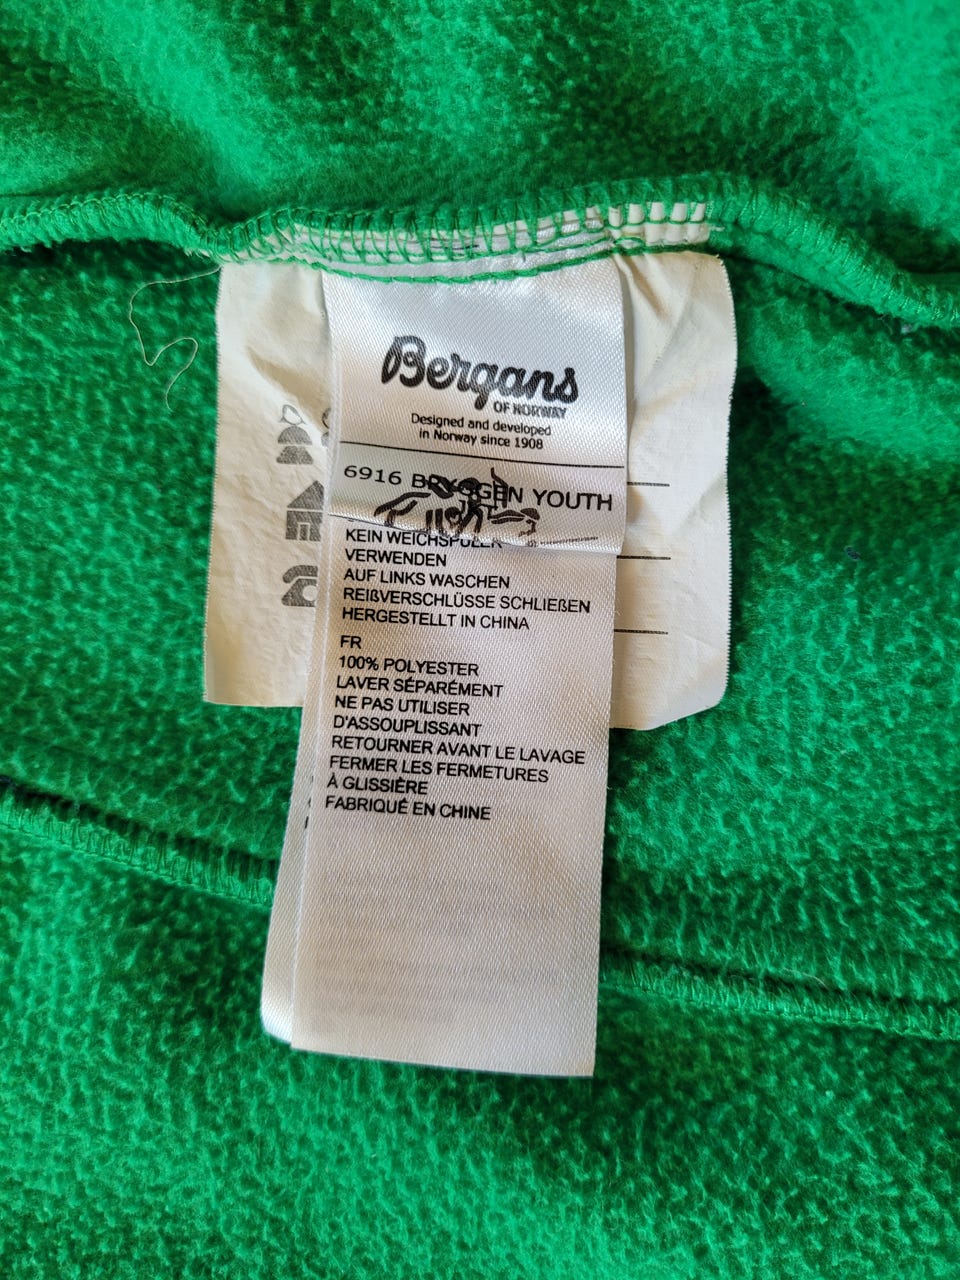 Bergans
OF NORWAY
Designed and developed
in Norway since 1908
6916 BRYGGEN YOUTH
KEIN WEICHSPÜLER
VERWENDEN
AUF LINKS WASCHEN
REIßVERSCHLÜSSE SCHLIEßEN
HERGESTELLT IN CHINA
FR
100% POLYESTER
LAVER SÉPARÉMENT
NE PAS UTILISER
D'ASSOUPLISSANT
RETOURNER AVANT LE LAVAGE
FERMER LES FERMETURES
À GLISSIÈRE
FABRIQUÉ EN CHINE